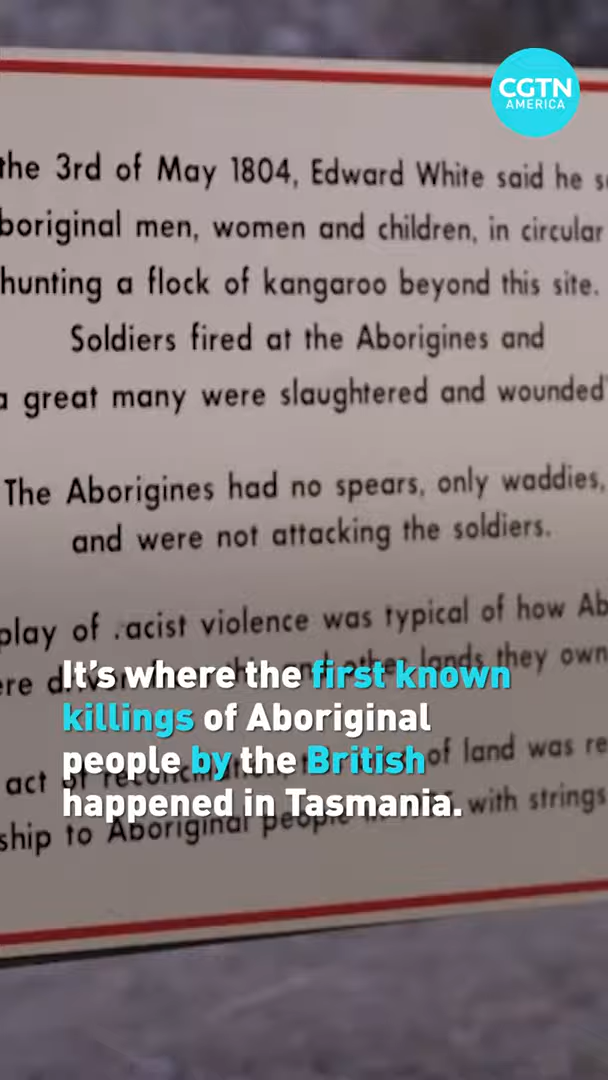 CGTN
AMERICA
the 3rd of May 1804, Edward White said he
boriginal men, women and children, in circular
hunting a flock of kangaroo beyond this site.
Soldiers fired at the Aborigines and
a great many were slaughtered and wounded"
The Aborigines had no spears, only waddies,
and were not attacking the soldiers.
play of .acist violence was typical of how Ab
lands they own
of land was re
act
ship to Aboriginal people
with strings
It's where the first known
killings of Aboriginal
people by the British
happened in Tasmania.